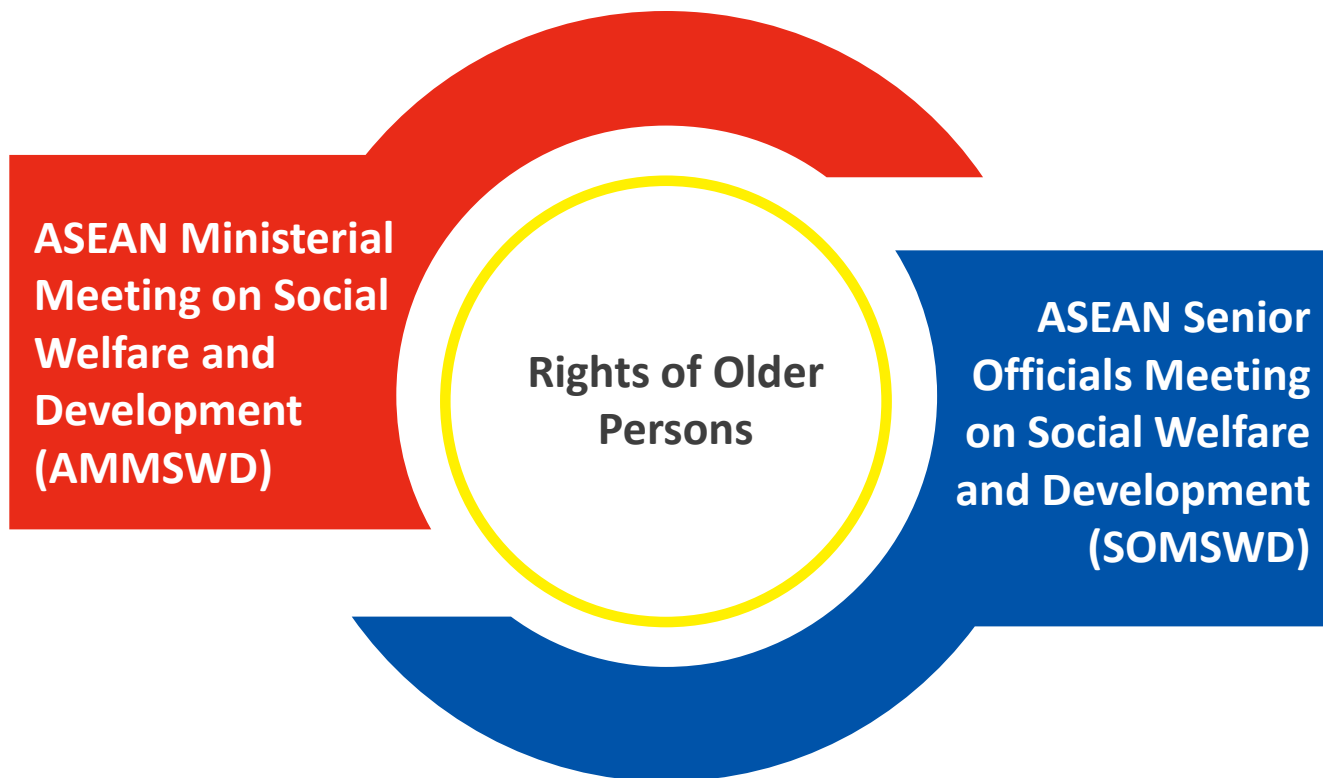 ASEAN Ministerial
Meeting on Social
Welfare and
Development
(AMMSWD)
Rights of Older
Persons
ASEAN Senior
Officials Meeting
on Social Welfare
and Development
(SOMSWD)